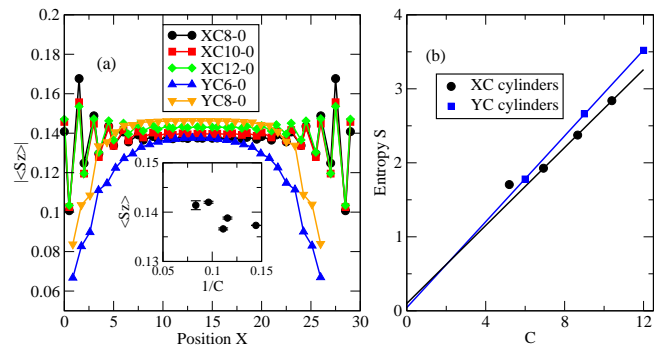 (a)
XC8-0
XC10-0
XC12-0
YC6-0
YC8-0
|<Sz>|
0.2
0.18
0.16
0.14
0.12
0.1
0.08
0.06
0 5 10 15 20 25 30
Position X
<Sz>
0.15
0.14
0.13
0.05 0.1 0.15
1/C
(b)
XC cylinders
YC cylinders
Entropy S
4
3
2
1
0
0 4 8 12
C